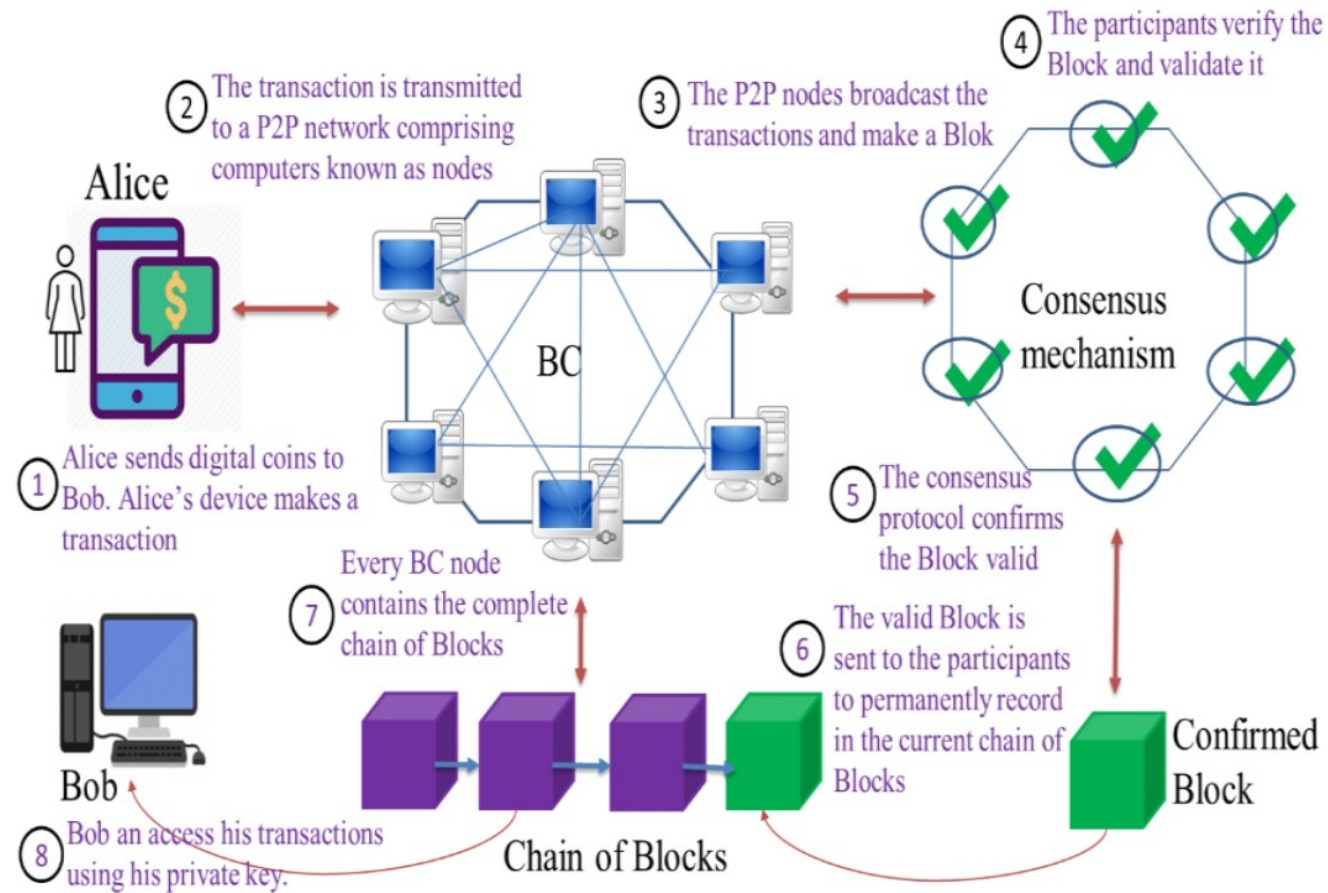 4
The participants verify the
Block and validate it
2
The transaction is transmitted
to a P2P network comprising
computers known as nodes
3
The P2P nodes broadcast the
transactions and make a Blok
Alice
$
BC
Consensus
mechanism
1
Alice sends digital coins to
Bob. Alice's device makes a
transaction
5
The consensus
protocol confirms
the Block valid
7
Every BC node
contains the complete
chain of Blocks
6
The valid Block is
sent to the participants
to permanently record
in the current chain of
Blocks
Confirmed
Block
Bob
8
Bob an access his transactions
using his private key.
Chain of Blocks